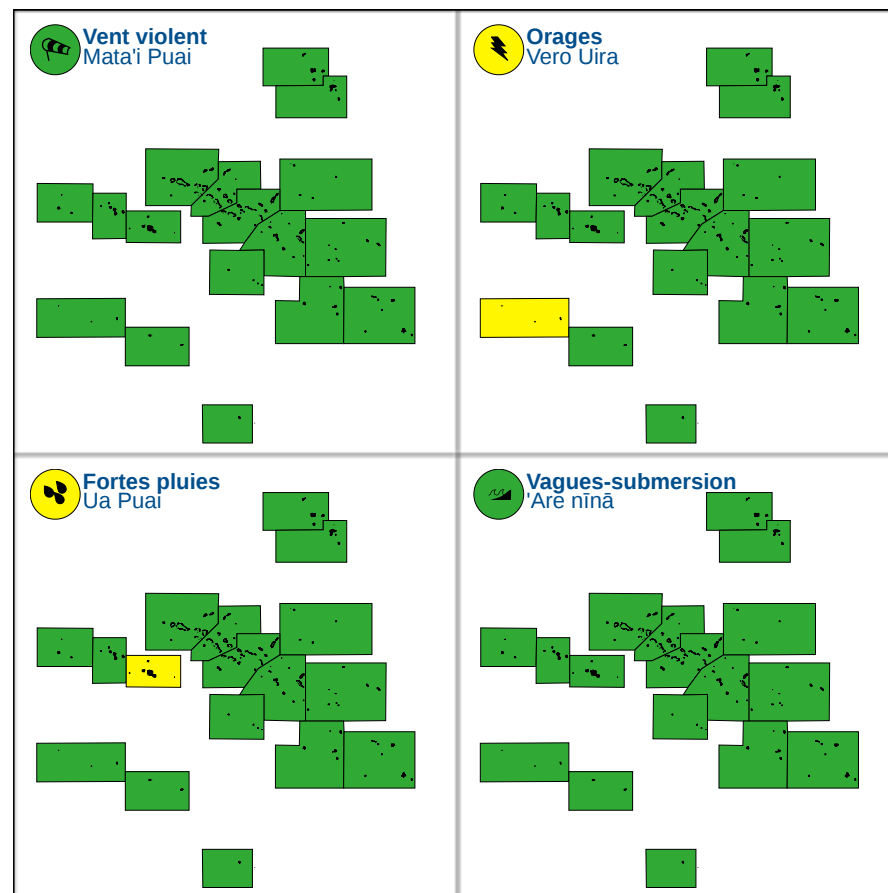 Vent violent
Mata'i Puai
Orages
Vero Uira
Fortes pluies
Ua Puai
Vagues-submersion
'Are nīnā